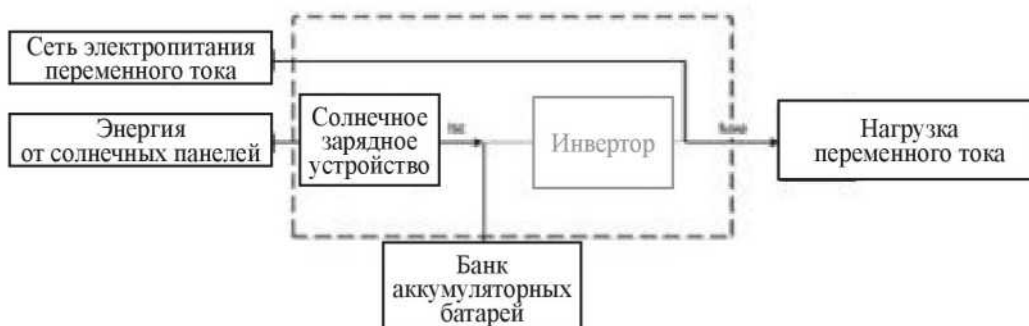 Сеть электропитания
переменного тока
Энергия
от солнечных панелей
Солнечное
зарядное
устройство
Инвертор
Нагрузка
переменного тока
Банк
аккумуляторных
батарей